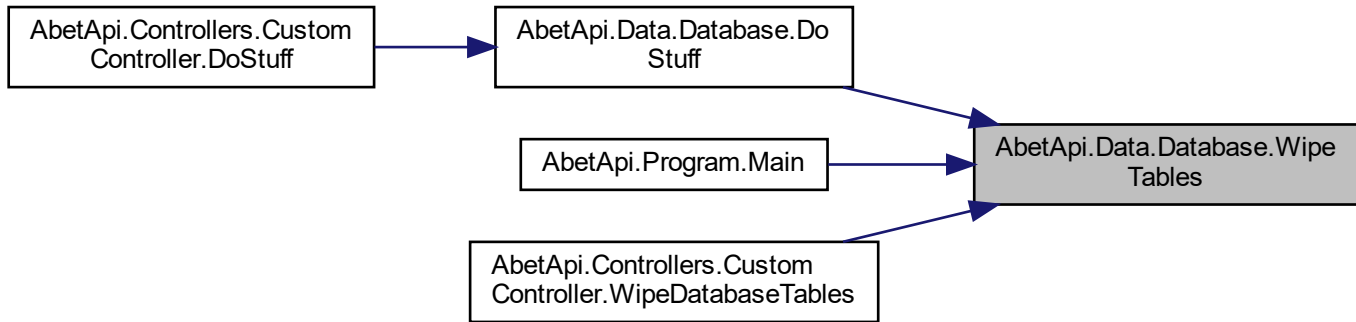 AbetApi.Controllers.Custom
Controller.DoStuff
AbetApi.Data.Database.Do
Stuff
AbetApi.Data.Database.Wipe
Tables
AbetApi.Program.Main
AbetApi.Controllers.Custom
Controller.WipeDatabaseTables